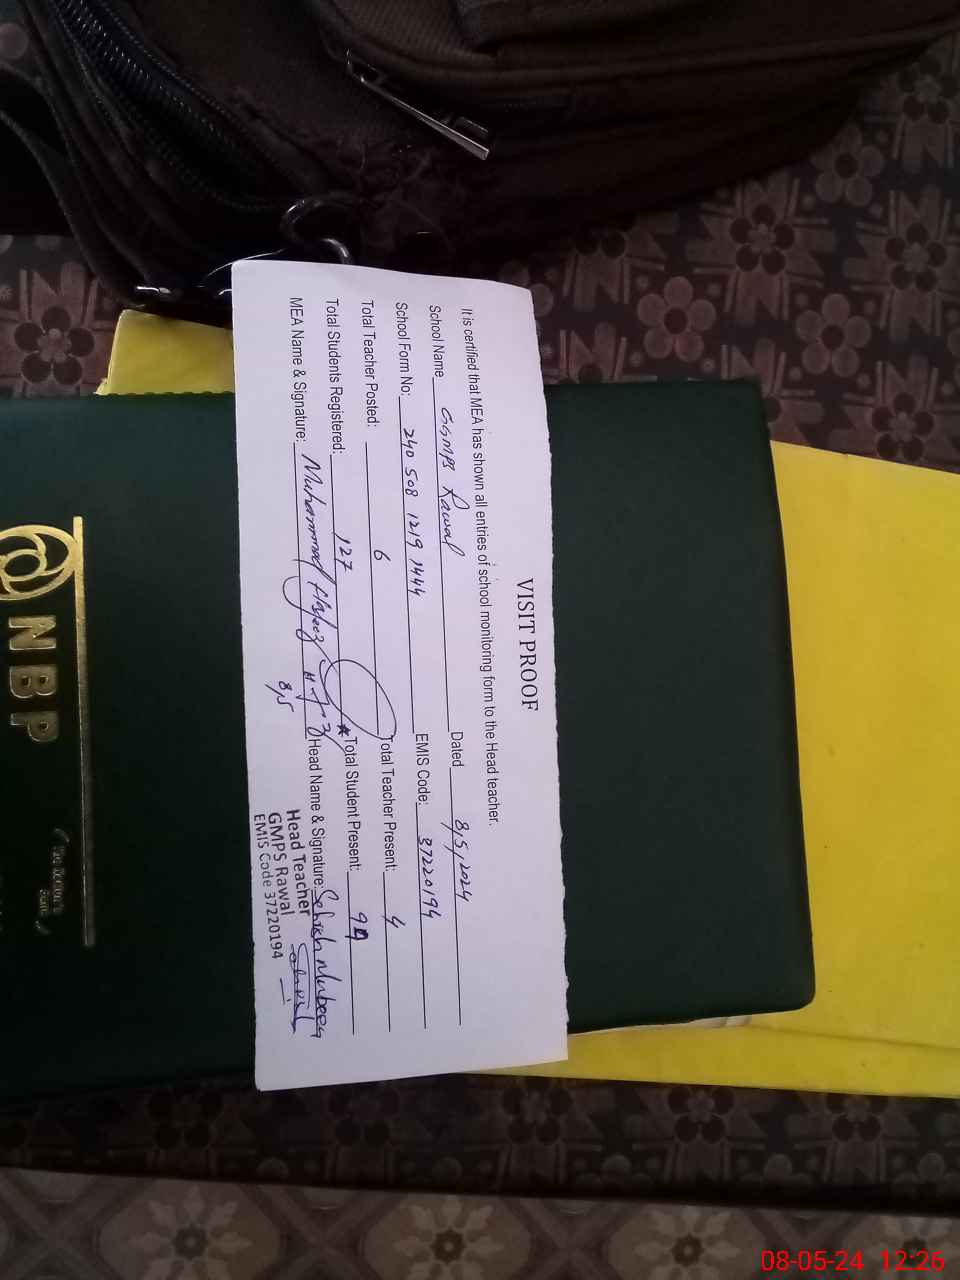 VISIT PROOF
It is certified that MEA has shown all entries of school monitoring form to the Head teacher.
School Name GGMPS Rawal Dated 8/5/2024
School Form No: 240 508 1219 1444 EMIS Code: 37220194
Total Teacher Posted: 6 Total Teacher Present: 4
Total Students Registered: 127 Total Student Present: 94
MEA Name & Signature: Muhammad Hafeez Head Name & Signature:
8/5
Head Teacher
GMPS Rawal
EMIS Code 37220194
NBP
08-05-24 12:26